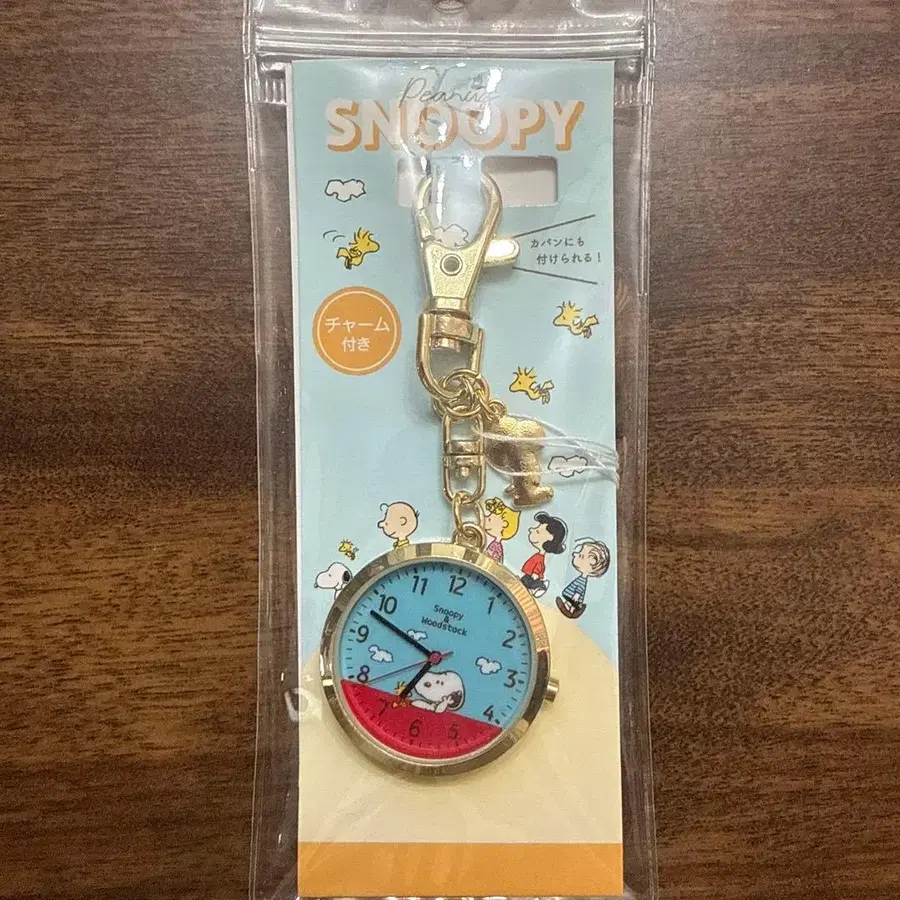 Peanuts
SNOOPY
カバンにも
付けられる！
チャーム
付き
Snoopy
&
Woodstock
11 12 1
10 2
9 3
8 4
7 6 5